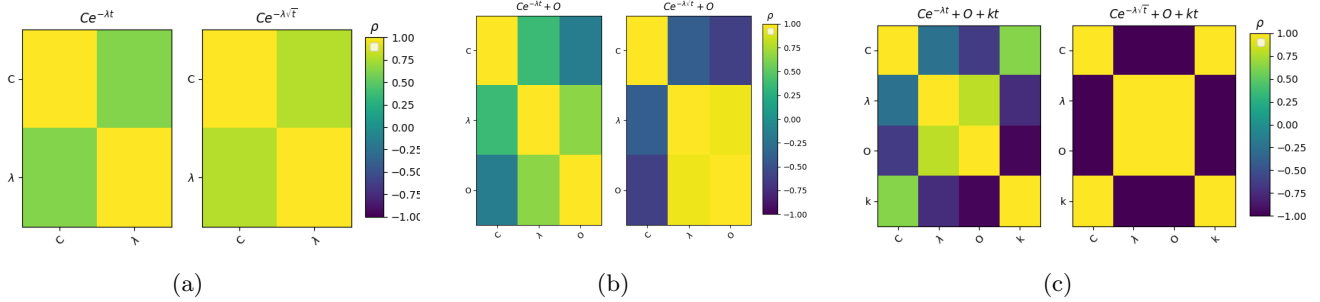 Ce^{-λt}
Ce^{-λ√t}
ρ
C
λ
C
λ
C
λ
C
λ
1.00
0.75
0.50
0.25
0.00
−0.25
−0.50
−0.75
−1.00
(a)
Ce^{-λt} + O
Ce^{-λ√t} + O
ρ
C
λ
O
C
λ
O
C
λ
O
C
λ
O
1.00
0.75
0.50
0.25
0.00
−0.25
−0.50
−0.75
−1.00
(b)
Ce^{-λt} + O + kt
Ce^{-λ√t} + O + kt
ρ
C
λ
O
k
C
λ
O
k
C
λ
O
k
C
λ
O
k
1.00
0.75
0.50
0.25
0.00
−0.25
−0.50
−0.75
−1.00
(c)